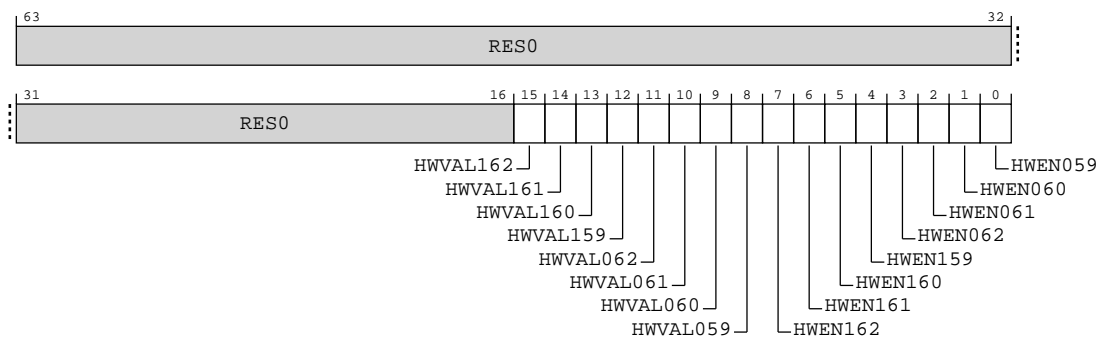 63 32
RES0
31 16 15 14 13 12 11 10 9 8 7 6 5 4 3 2 1 0
RES0
HWVAL162 HWEN059
HWVAL161 HWEN060
HWVAL160 HWEN061
HWVAL159 HWEN062
HWVAL062 HWEN159
HWVAL061 HWEN160
HWVAL060 HWEN161
HWVAL059 HWEN162